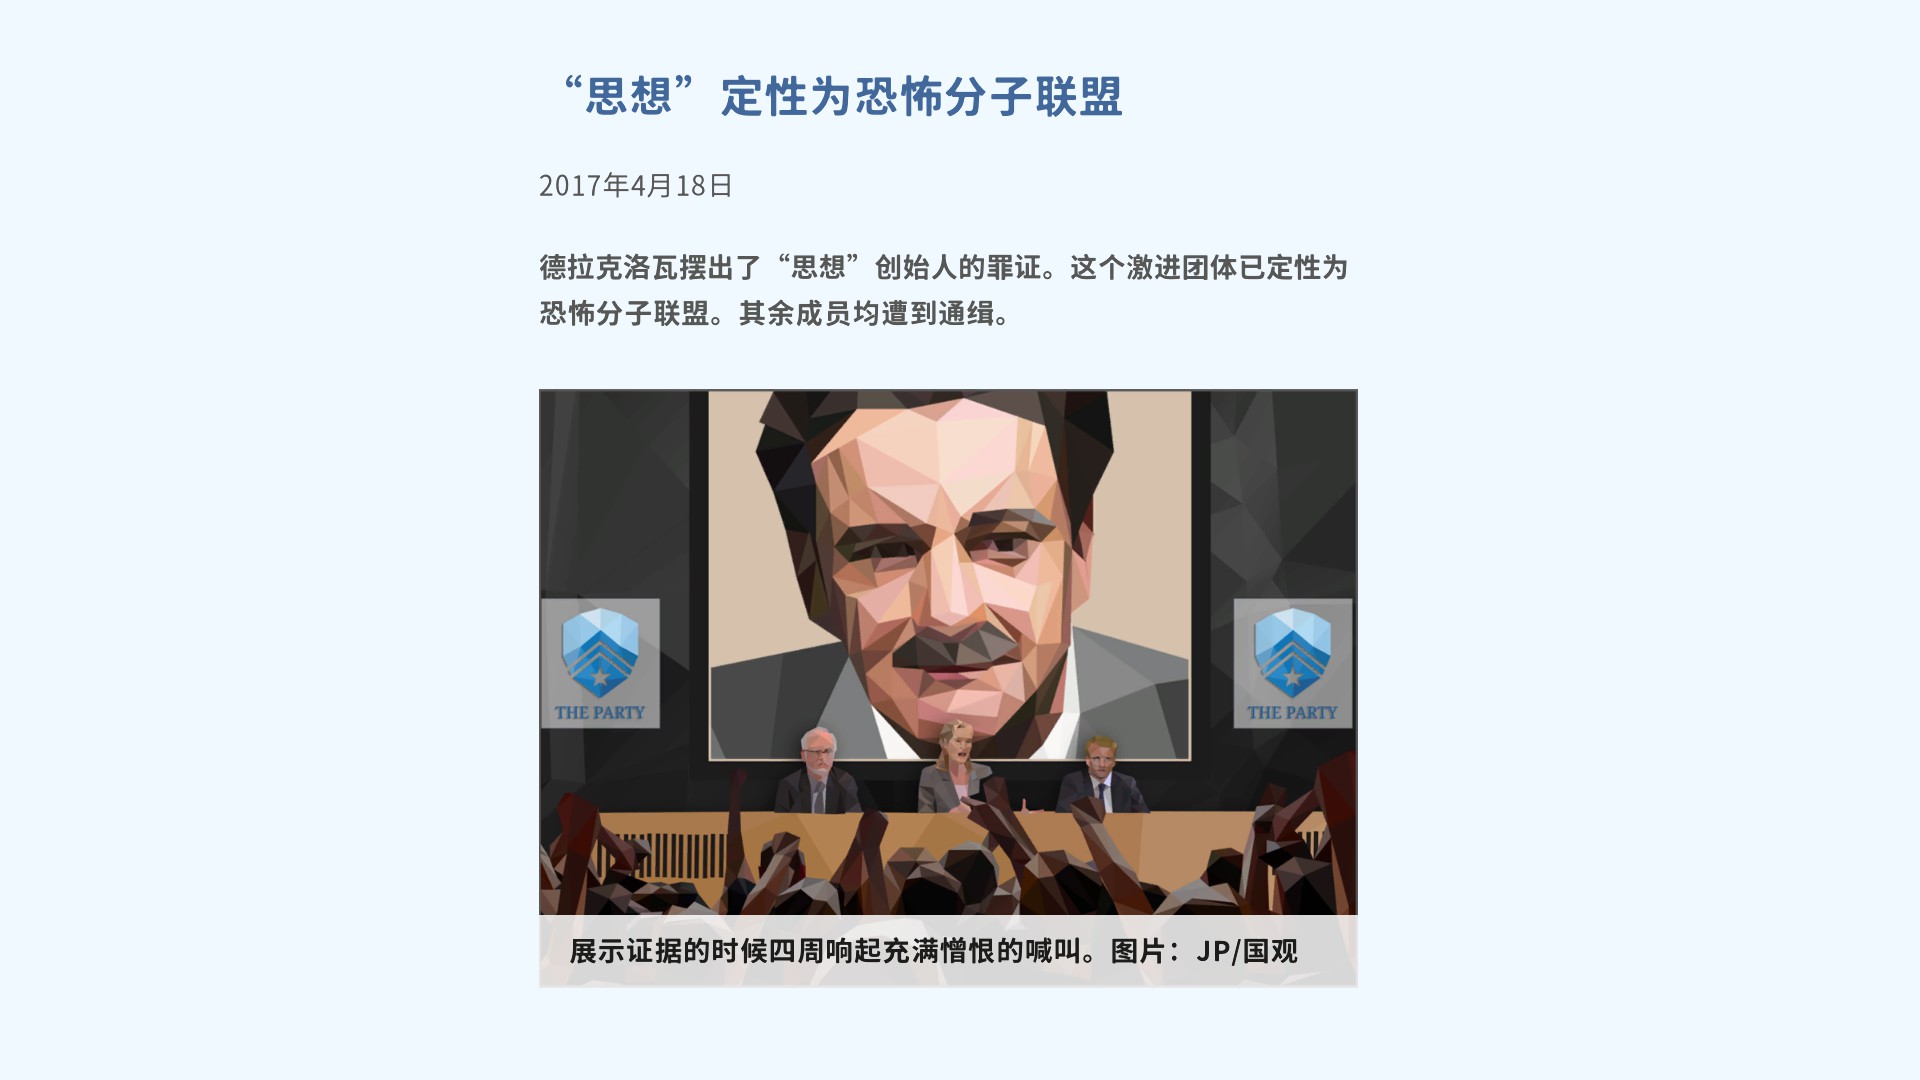 “思想”定性为恐怖分子联盟
2017年4月18日
德拉克洛瓦摆出了“思想”创始人的罪证。这个激进团体已定性为
恐怖分子联盟。其余成员均遭到通缉。
THE PARTY
THE PARTY
展示证据的时候四周响起充满憎恨的喊叫。图片：JP/国观